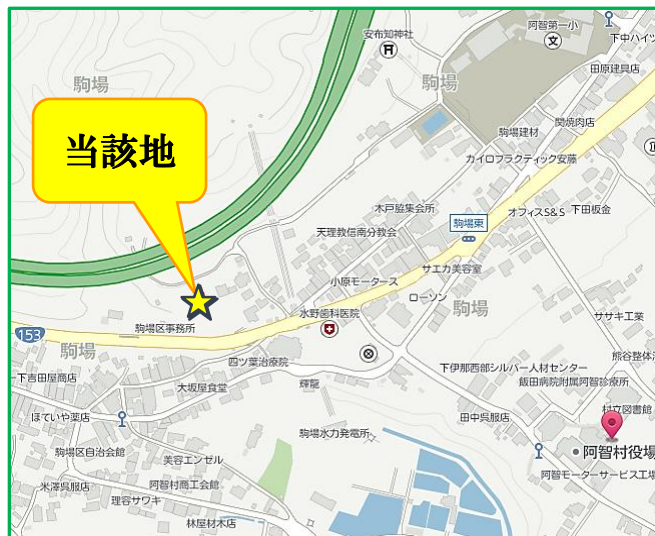 安布知神社
阿智第一小
下中ハイツ
文
田原建具店
駒場
駒場
関焼肉店
駒場建材
当該地
カイロプラクティック安藤
木戸脇集会所
オフィスS&S
下田板金
駒場東
天理教信南分教会
サエカ美容室
小原モータース
ローソン
駒場
水野歯科医院
ササキ工業
駒場区事務所
153
駒場
四ツ葉治療院
熊谷整体
下伊那西部シルバー人材センター
下吉田屋商店
飯田病院附属阿智診療所
大坂屋食堂
輝龍
村立図書館
ほていや薬店
田中呉服店
駒場水力発電所
阿智村役場
駒場区自治会館
美容エンゼル
阿智モーターサービス工場
米澤呉服店
阿智村商工会館
理容サワキ
林屋材木店